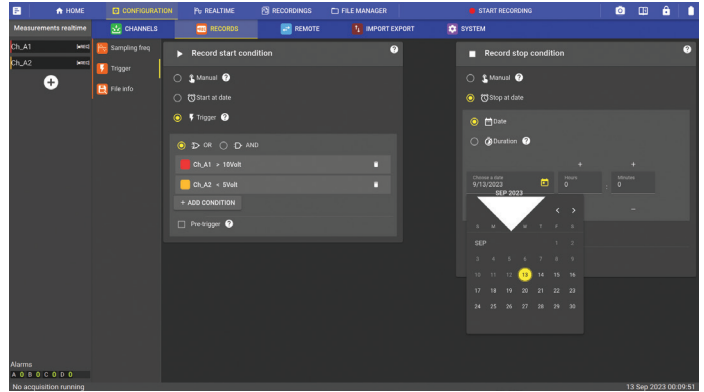 HOME
CONFIGURATION
REALTIME
RECORDINGS
FILE MANAGER
START RECORDING
Measurements realtime
CHANNELS
RECORDS
REMOTE
IMPORT EXPORT
SYSTEM
Ch_A1
Ch_A2
Sampling freq
Trigger
File info
Record start condition
Manual
Start at date
Trigger
OR
AND
Ch_A1 > 10Volt
Ch_A2 < 5Volt
+ ADD CONDITION
Pre-trigger
Record stop condition
Manual
Stop at date
Date
Duration
Choose a date
9/13/2023
Hours
0
:
Minutes
0
SEP 2023
S M W T F S
SEP 1 2
3 4 5 6 7 8 9
10 11 12 13 14 15 16
17 18 19 20 21 22 23
24 25 26 27 28 29 30
Alarms
A 0 B 0 C 0 D 0
No acquisition running
13 Sep 2023 00:09:51